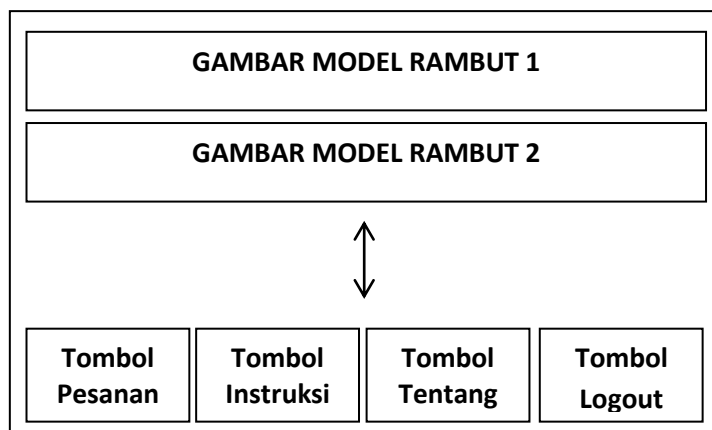 GAMBAR MODEL RAMBUT 1
GAMBAR MODEL RAMBUT 2
Tombol
Pesanan
Tombol
Instruksi
Tombol
Tentang
Tombol
Logout